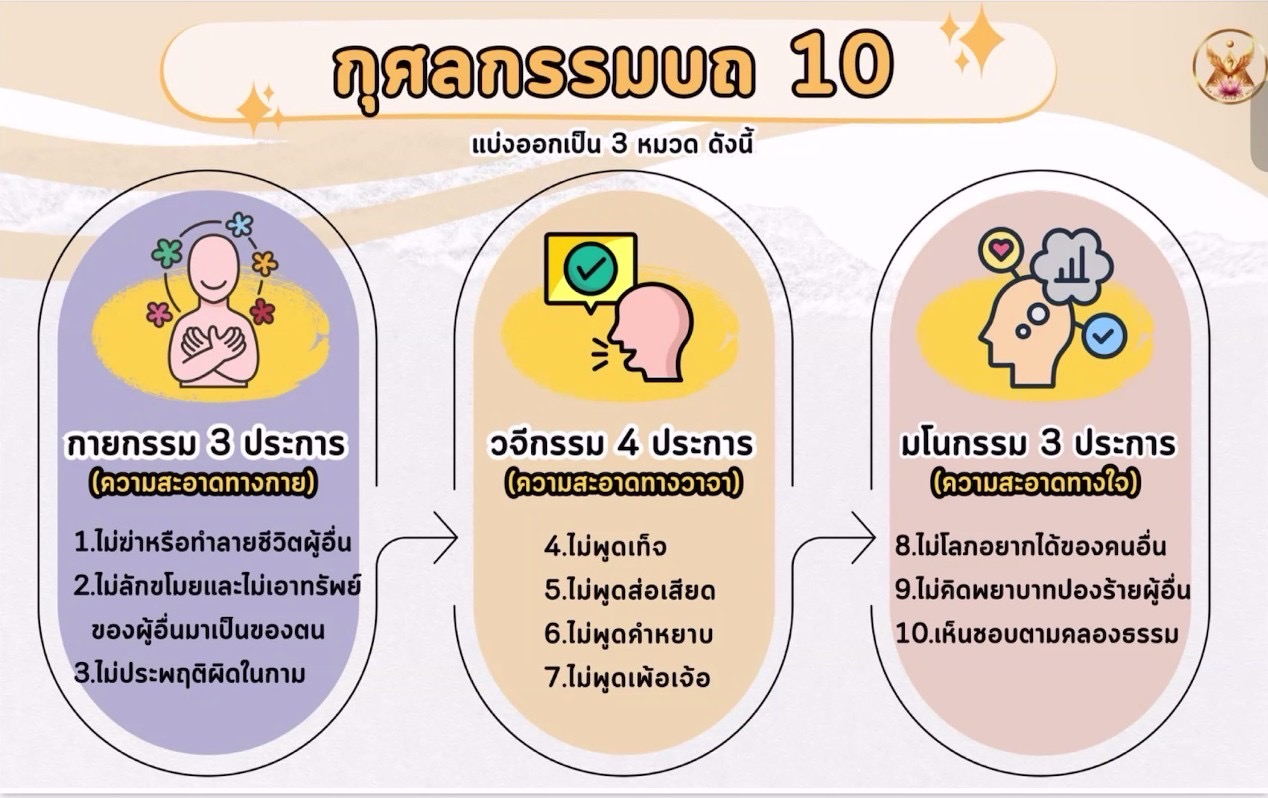 กุศลกรรมบถ 10
แบ่งออกเป็น 3 หมวด ดังนี้
กายกรรม 3 ประการ
(ความสะอาดทางกาย)
1.ไม่ฆ่าหรือทำลายชีวิตผู้อื่น
2.ไม่ลักขโมยและไม่เอาทรัพย์
ของผู้อื่นมาเป็นของตน
3.ไม่ประพฤติผิดในกาม
วจีกรรม 4 ประการ
(ความสะอาดทางวาจา)
4.ไม่พูดเท็จ
5.ไม่พูดส่อเสียด
6.ไม่พูดคำหยาบ
7.ไม่พูดเพ้อเจ้อ
มโนกรรม 3 ประการ
(ความสะอาดทางใจ)
8.ไม่โลภอยากได้ของคนอื่น
9.ไม่คิดพยาบาทปองร้ายผู้อื่น
10.เห็นชอบตามคลองธรรม